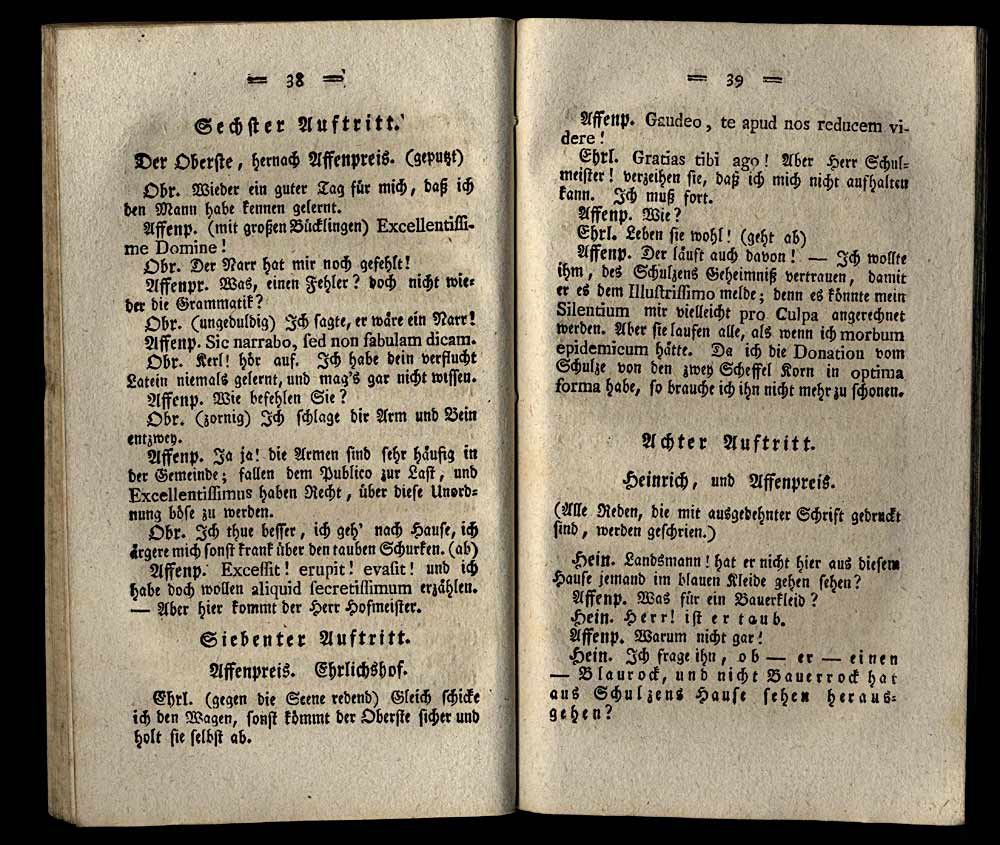 = 38 =
Sechster Auftritt.
Der Oberste, hernach Affenpreis. (geputzt)
Obr. Wieder ein guter Tag für mich, daß ich
den Mann habe kennen gelernt.
Affenp. (mit großen Bücklingen) Excellentiſſi-
me Domine!
Obr. Der Narr hat mir noch gefehlt!
Affenpr. Was, einen Fehler? doch nicht wie-
der die Grammatik?
Obr. (ungeduldig) Ich ſagte, er wäre ein Narr!
Affenp. Sic narrabo, ſed non fabulam dicam.
Obr. Kerl! hör auf. Ich habe dein verflucht
Latein niemals gelernt, und mag's gar nicht wiſſen.
Affenp. Wie befehlen Sie?
Obr. (zornig) Ich ſchlage dir Arm und Bein
entzwey.
Affenp. Ja ja! die Armen ſind ſehr häufig in
der Gemeinde; fallen dem Publico zur Laſt, und
Excellentiſſimus haben Recht, über dieſe Unord-
nung böſe zu werden.
Obr. Ich thue beſſer, ich geh' nach Hauſe, ich
ärgere mich ſonſt krank über den tauben Schurken. (ab)
Affenp. Exceſſit! erupit! evaſit! und ich
habe doch wollen aliquid ſecretiſſimum erzählen.
— Aber hier kommt der Herr Hofmeiſter.
Siebenter Auftritt.
Affenpreis. Ehrlichshof.
Ehrl. (gegen die Scene redend) Gleich ſchicke
ich den Wagen, ſonſt kömmt der Oberſte ſicher und
holt ſie ſelbſt ab.
= 39 =
Affenp. Gaudeo, te apud nos reducem vi-
dere!
Ehrl. Gratias tibi ago! Aber Herr Schul-
meiſter! verzeihen ſie, daß ich mich nicht aufhalten
kann. Ich muß fort.
Affenp. Wie?
Ehrl. Leben ſie wohl! (geht ab)
Affenp. Der läuft auch davon! — Ich wollte
ihm, des Schulzens Geheimniß vertrauen, damit
er es dem Illuſtriſſimo melde; denn es könnte mein
Silentium mir vielleicht pro Culpa angerechnet
werden. Aber ſie laufen alle, als wenn ich morbum
epidemicum hätte. Da ich die Donation vom
Schulze von den zwey Scheffel Korn in optima
forma habe, ſo brauche ich ihn nicht mehr zu ſchonen.
Achter Auftritt.
Heinrich, und Affenpreis.
(Alle Reden, die mit ausgedehnter Schrift gedruckt
ſind, werden geſchrien.)
Hein. Landsmann! hat er nicht hier aus dieſem
Hauſe jemand im blauen Kleide gehen ſehen?
Affenp. Was für ein Bauerkleid?
Hein. Herr! iſt er taub.
Affenp. Warum nicht gar!
Hein. Ich frage ihn, ob — er — einen
— Blaurock, und nicht Bauerrock hat
aus Schulzens Hauſe ſehen heraus-
gehen?